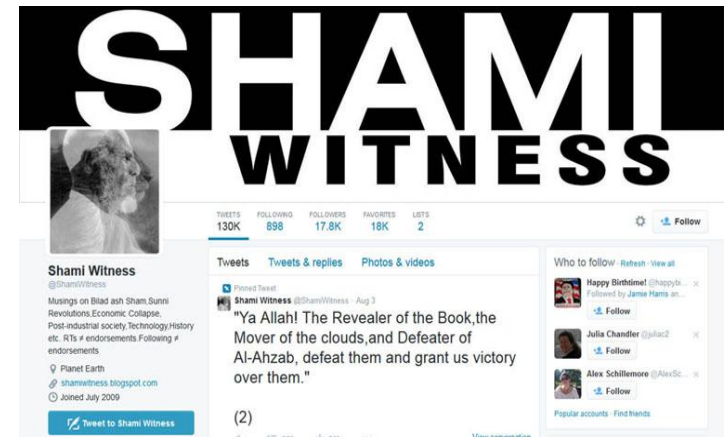 SHAMI
WITNESS
TWEETS FOLLOWING FOLLOWERS FAVORITES LISTS
130K 898 17.8K 18K 2
Follow
Shami Witness
@ShamiWitness
Musings on Bilad ash Sham,Sunni
Revolutions,Economic Collapse,
Post-industrial society,Technology,History
etc. RTs ≠ endorsements.Following ≠
endorsements
Planet Earth
shamiwitness.blogspot.com
Joined July 2009
Tweet to Shami Witness
Tweets Tweets & replies Photos & videos
Pinned Tweet
Shami Witness @ShamiWitness · Aug 3
"Ya Allah! The Revealer of the Book,the
Mover of the clouds,and Defeater of
Al-Ahzab, defeat them and grant us victory
over them."
(2)
View conversation
Who to follow · Refresh · View all
Happy Birthtime! @happybi...
Followed by Jamie Harris an...
Follow
Julia Chandler @juliac2
Follow
Alex Schillemore @AlexSc...
Follow
Popular accounts · Find friends